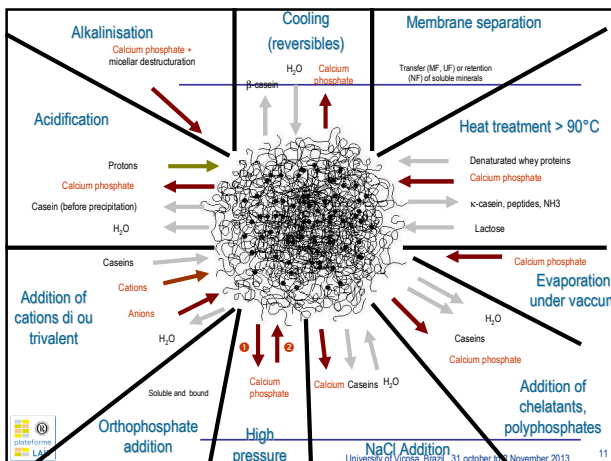 Alkalinisation
Calcium phosphate +
micellar destructuration
Cooling
(reversibles)
β-casein
H2O
Calcium
phosphate
Membrane separation
Transfer (MF, UF) or retention
(NF) of soluble minerals
Acidification
Protons
Calcium phosphate
Casein (before precipitation)
H2O
Heat treatment > 90°C
Denaturated whey proteins
Calcium phosphate
κ-casein, peptides, NH3
Lactose
Caseins
Cations
Anions
H2O
Addition of
cations di ou
trivalent
Calcium phosphate
Evaporation
under vaccum
H2O
Caseins
Calcium phosphate
Soluble and bound
Orthophosphate
addition
❶
❷
Calcium
phosphate
High
pressure
Calcium
Caseins
H2O
NaCl Addition
Addition of
chelatants,
polyphosphates
®
plateforme
University of Viçosa, Brazil, 31 october to
November 2013
11